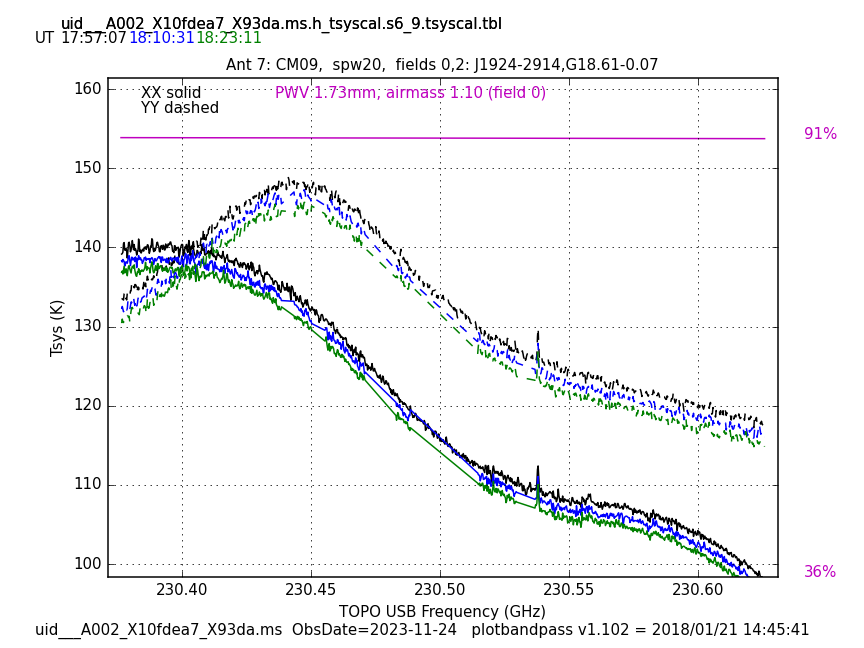 uid___A002_X10fdea7_X93da.ms.h_tsyscal.s6_9.tsyscal.tbl
UT 17:57:07 18:10:31 18:23:11
Ant 7: CM09,  spw20,  fields 0,2: J1924-2914,G18.61-0.07
XX solid
PWV 1.73mm, airmass 1.10 (field 0)
YY dashed
160
150
140
130
120
110
100
91%
36%
Tsys (K)
230.40 230.45 230.50 230.55 230.60
TOPO USB Frequency (GHz)
uid___A002_X10fdea7_X93da.ms  ObsDate=2023-11-24   plotbandpass v1.102 = 2018/01/21 14:45:41